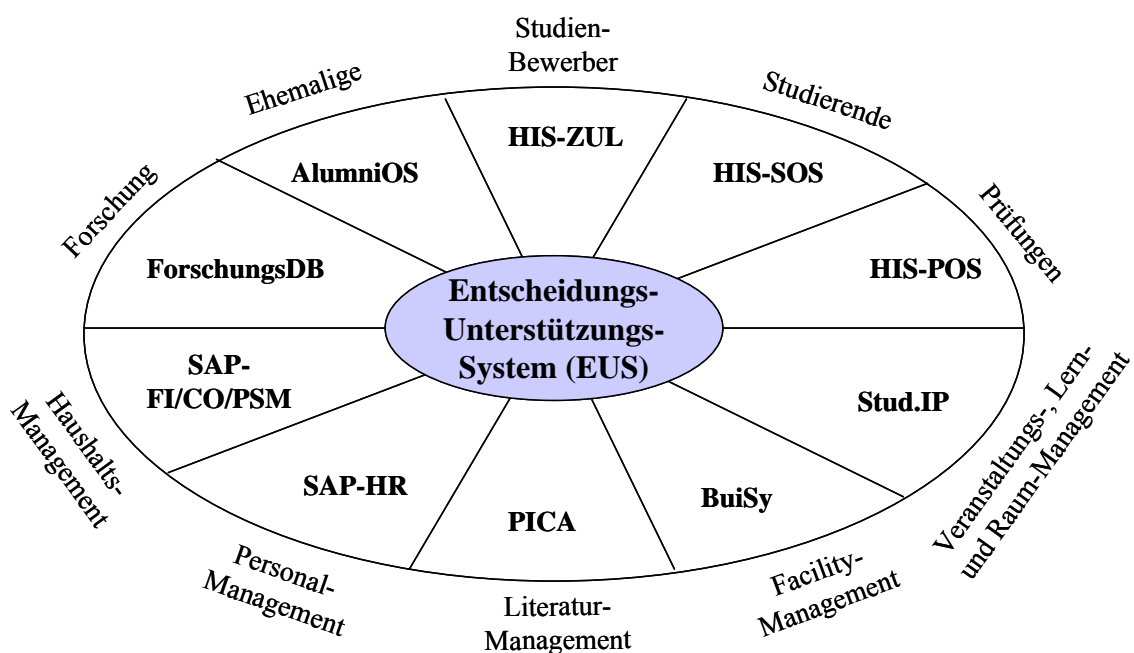 Studien-
Bewerber
Ehemalige
Studierende
HIS-ZUL
AlumniOS
HIS-SOS
Forschung
Prüfungen
ForschungsDB
HIS-POS
Entscheidungs-
Unterstützungs-
System (EUS)
SAP-
FI/CO/PSM
Stud.IP
Haushalts-
Management
Veranstaltungs-, Lern-
und Raum-Management
SAP-HR
BuiSy
PICA
Personal-
Management
Facility-
Management
Literatur-
Management